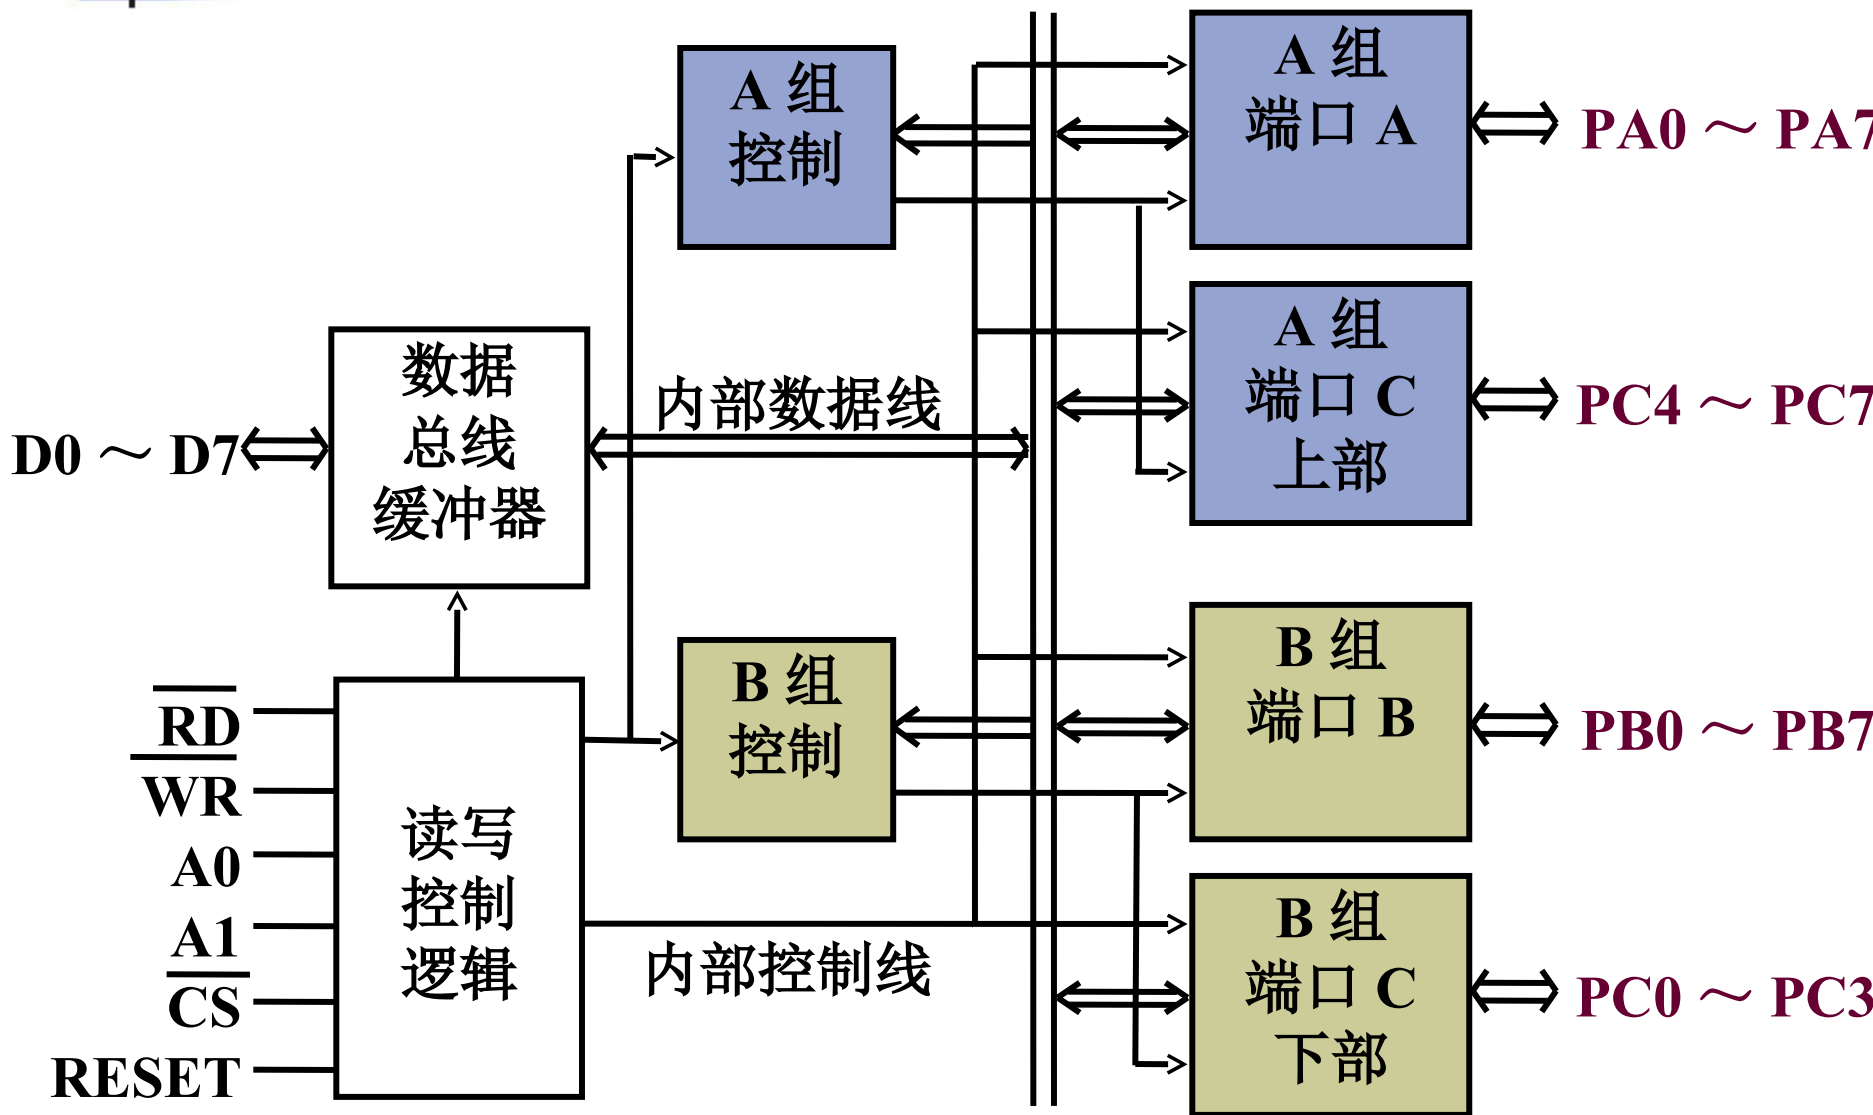 A 组
控制
A 组
端口 A
PA0 ～ PA7
数据
总线
缓冲器
D0 ～ D7
内部数据线
A 组
端口 C
上部
PC4 ～ PC7
B 组
控制
B 组
端口 B
PB0 ～ PB7
R̅D̅
W̅R̅
A0
A1
C̅S̅
RESET
读写
控制
逻辑
内部控制线
B 组
端口 C
下部
PC0 ～ PC3